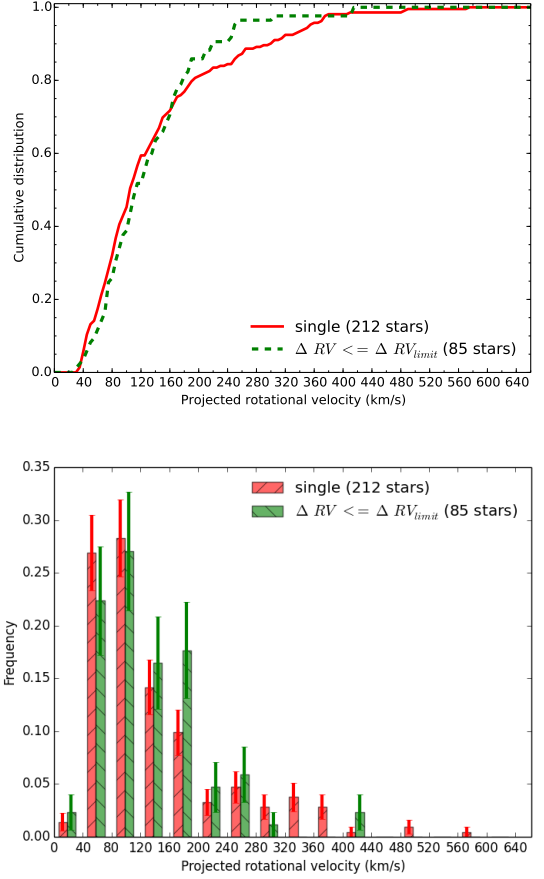 1.0
0.8
0.6
0.4
0.2
0.0
Cumulative distribution
single (212 stars)
Δ RV <= Δ RV_limit (85 stars)
0 40 80 120 160 200 240 280 320 360 400 440 480 520 560 600 640
Projected rotational velocity (km/s)
0.35
0.30
0.25
0.20
0.15
0.10
0.05
0.00
Frequency
single (212 stars)
Δ RV <= Δ RV_limit (85 stars)
0 40 80 120 160 200 240 280 320 360 400 440 480 520 560 600 640
Projected rotational velocity (km/s)